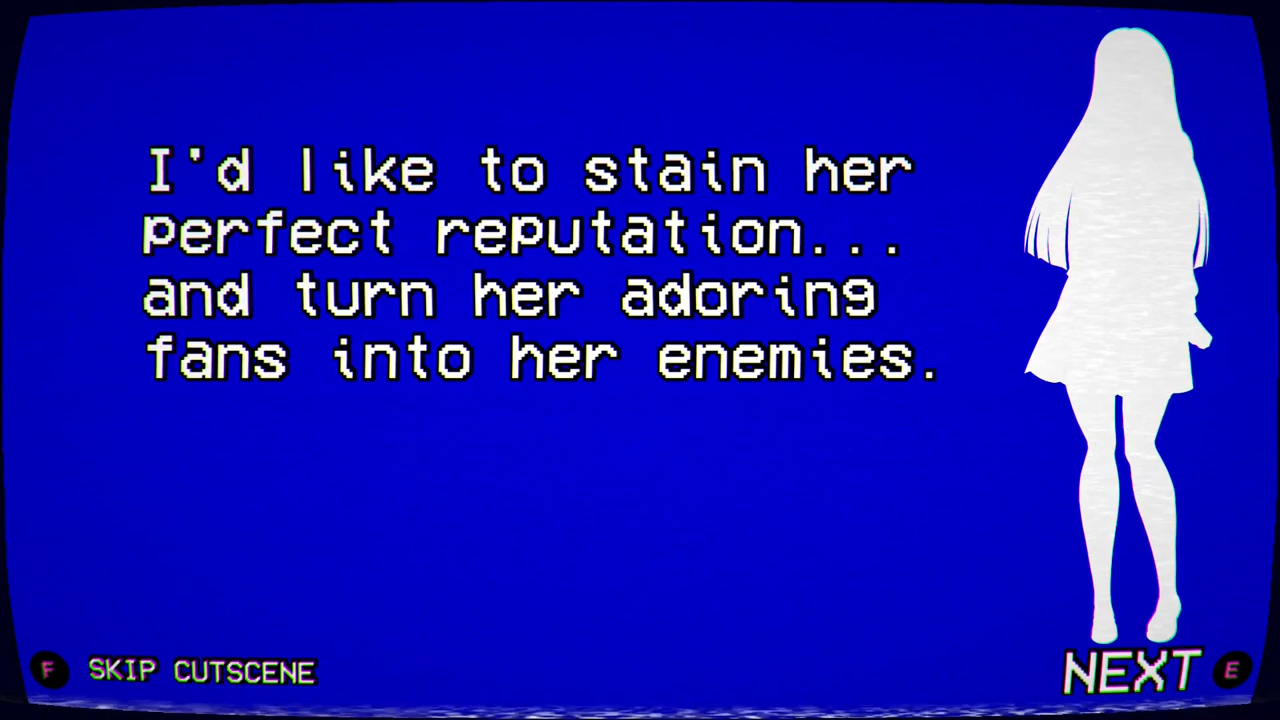 I'd like to stain her
perfect reputation...
and turn her adoring
fans into her enemies.
F SKIP CUTSCENE
NEXT E